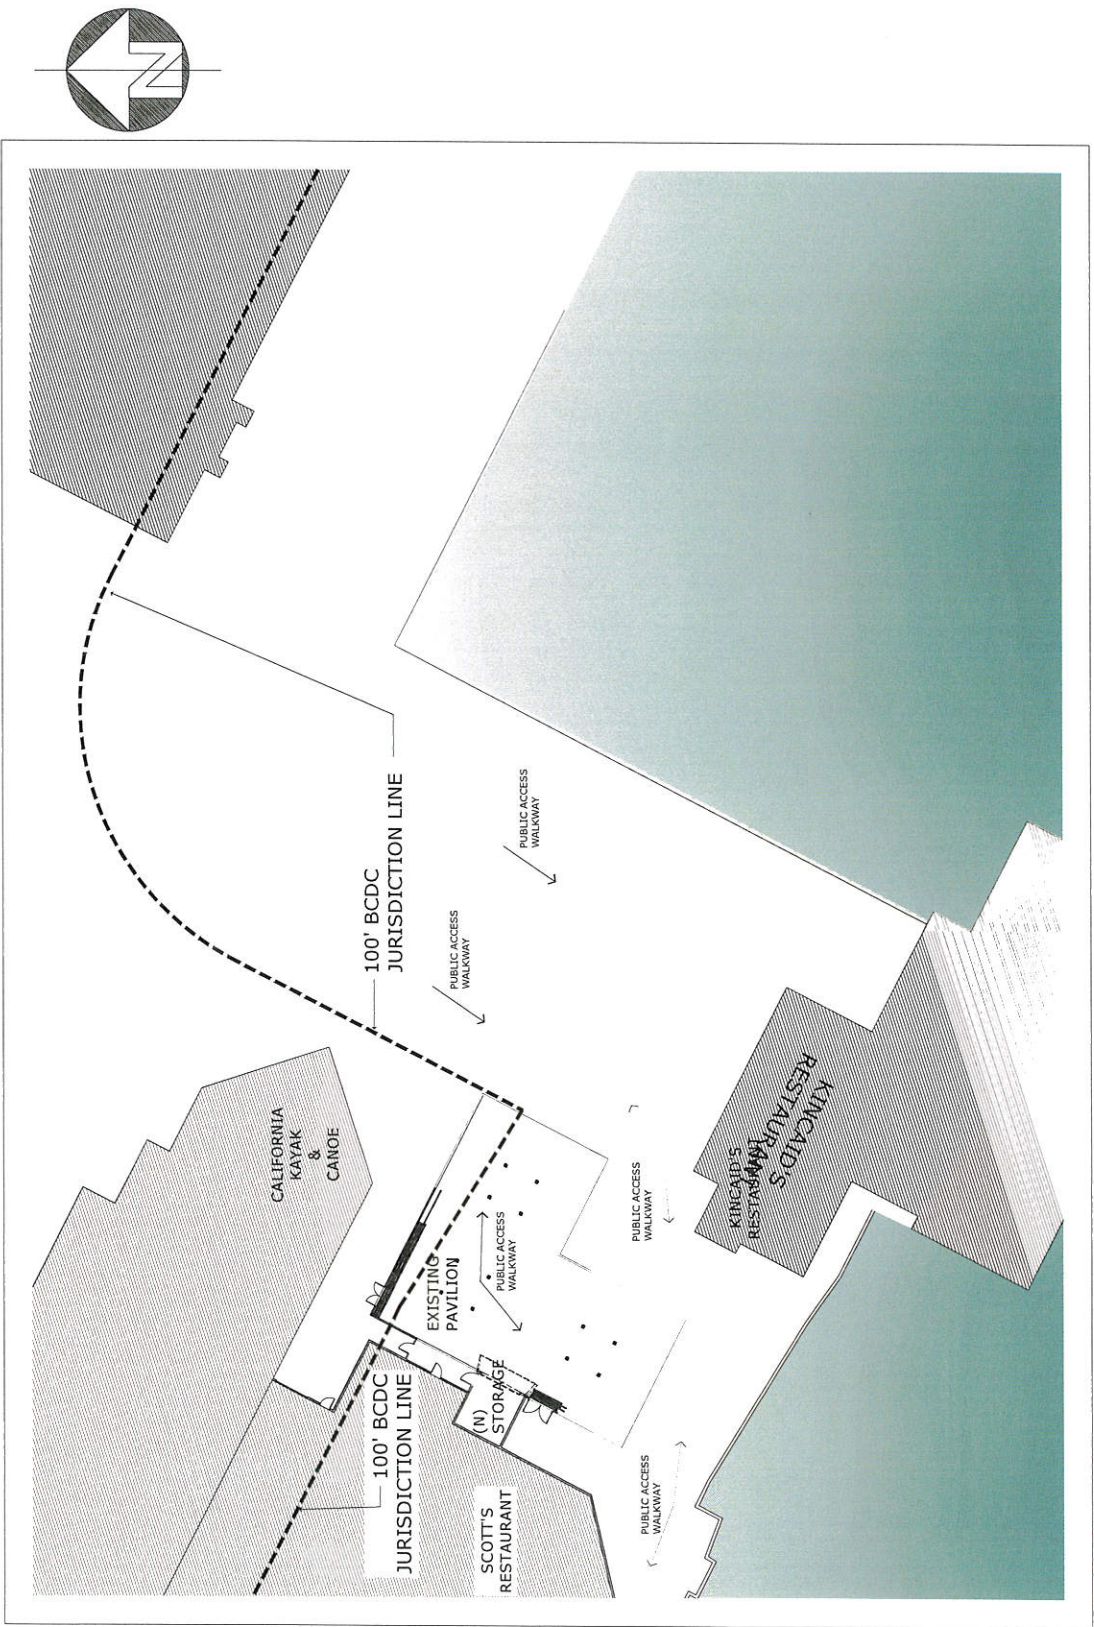 N
100' BCDC
JURISDICTION LINE
PUBLIC ACCESS
WALKWAY
PUBLIC ACCESS
WALKWAY
CALIFORNIA
KAYAK
&
CANOE
KINCAID'S
RESTAURANT
KINCAID'S
RESTAURANT
PUBLIC ACCESS
WALKWAY
EXISTING
PAVILION
PUBLIC ACCESS
WALKWAY
(N)
STORAGE
100' BCDC
JURISDICTION LINE
SCOTT'S
RESTAURANT
PUBLIC ACCESS
WALKWAY